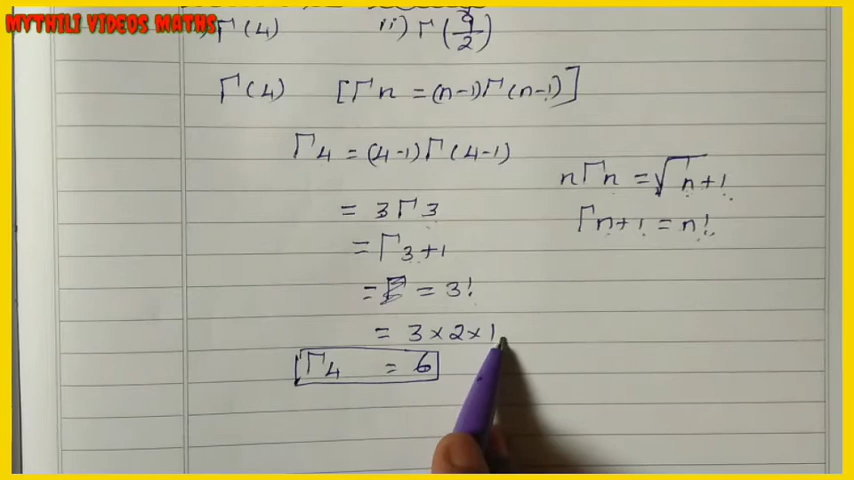 MYTHILI VIDEOS MATHS
) Γ(4) ii) Γ(9/2)
Γ(4) [Γn = (n-1)Γ(n-1)]
Γ4 = (4-1)Γ(4-1)
= 3Γ3
= Γ3+1
= = 3!
= 3×2×1
Γ4 = 6
nΓn = √n+1
Γn+1 = n!